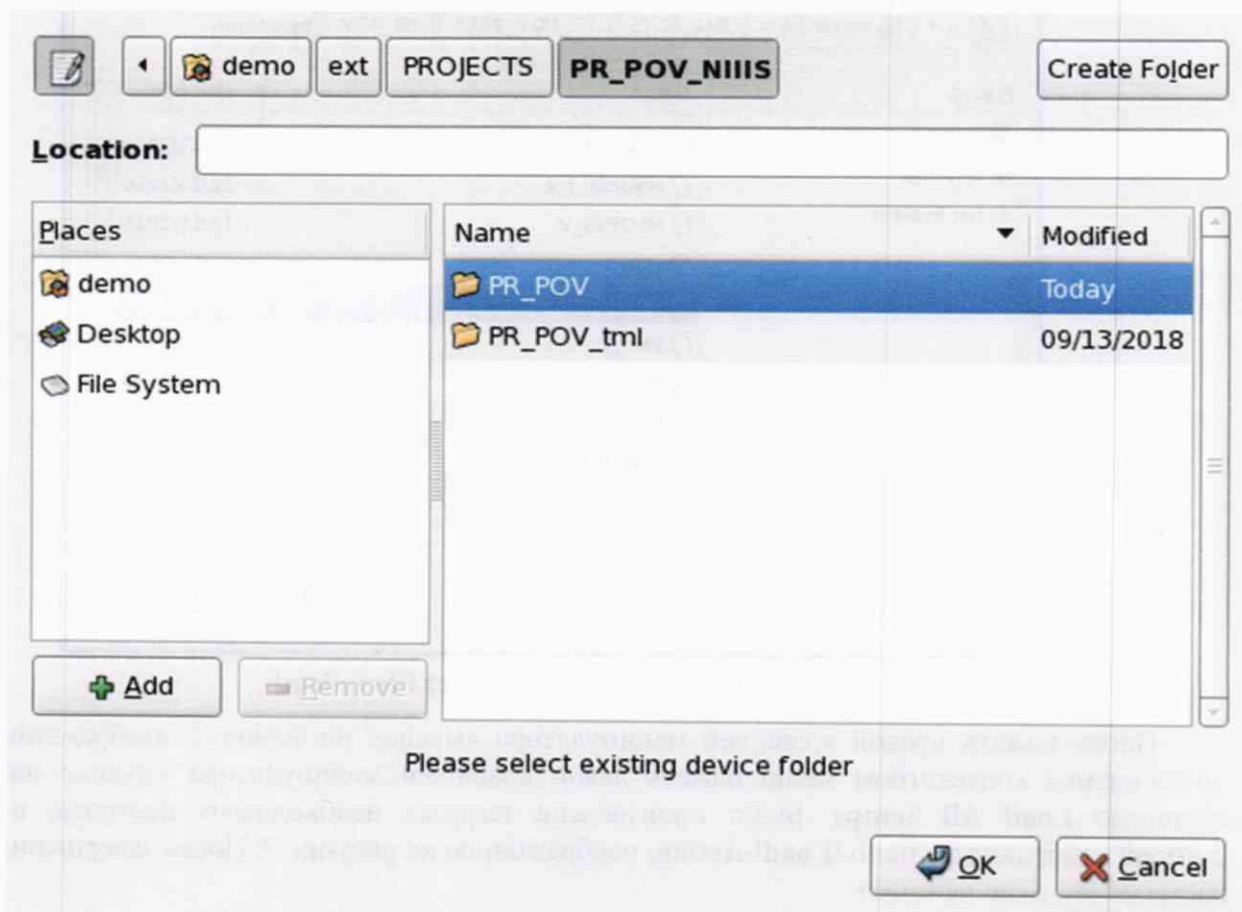 demo ext PROJECTS PR_POV_NIIIS Create Folder
Location:
Places Name Modified
demo PR_POV Today
Desktop PR_POV_tml 09/13/2018
File System
Add Remove
Please select existing device folder
OK Cancel